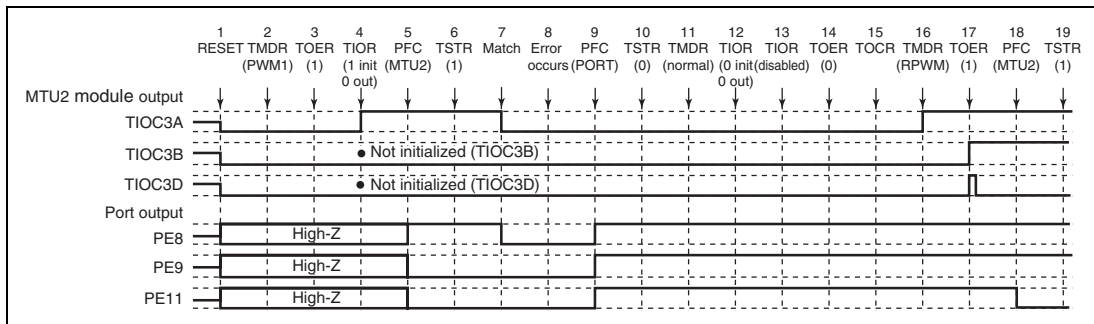 1 2 3 4 5 6 7 8 9 10 11 12 13 14 15 16 17 18 19
RESET TMDR TOER TIOR PFC TSTR Match Error PFC TSTR TMDR TIOR TIOR TOER TOCR TMDR TOER PFC TSTR
(PWM1) (1) (1 init (MTU2) (1) occurs (PORT) (0) (normal) (0 init (disabled) (0) (RPWM) (1) (MTU2) (1)
0 out) 0 out)
MTU2 module output
TIOC3A
TIOC3B • Not initialized (TIOC3B)
TIOC3D • Not initialized (TIOC3D)
Port output
PE8 High-Z
PE9 High-Z
PE11 High-Z